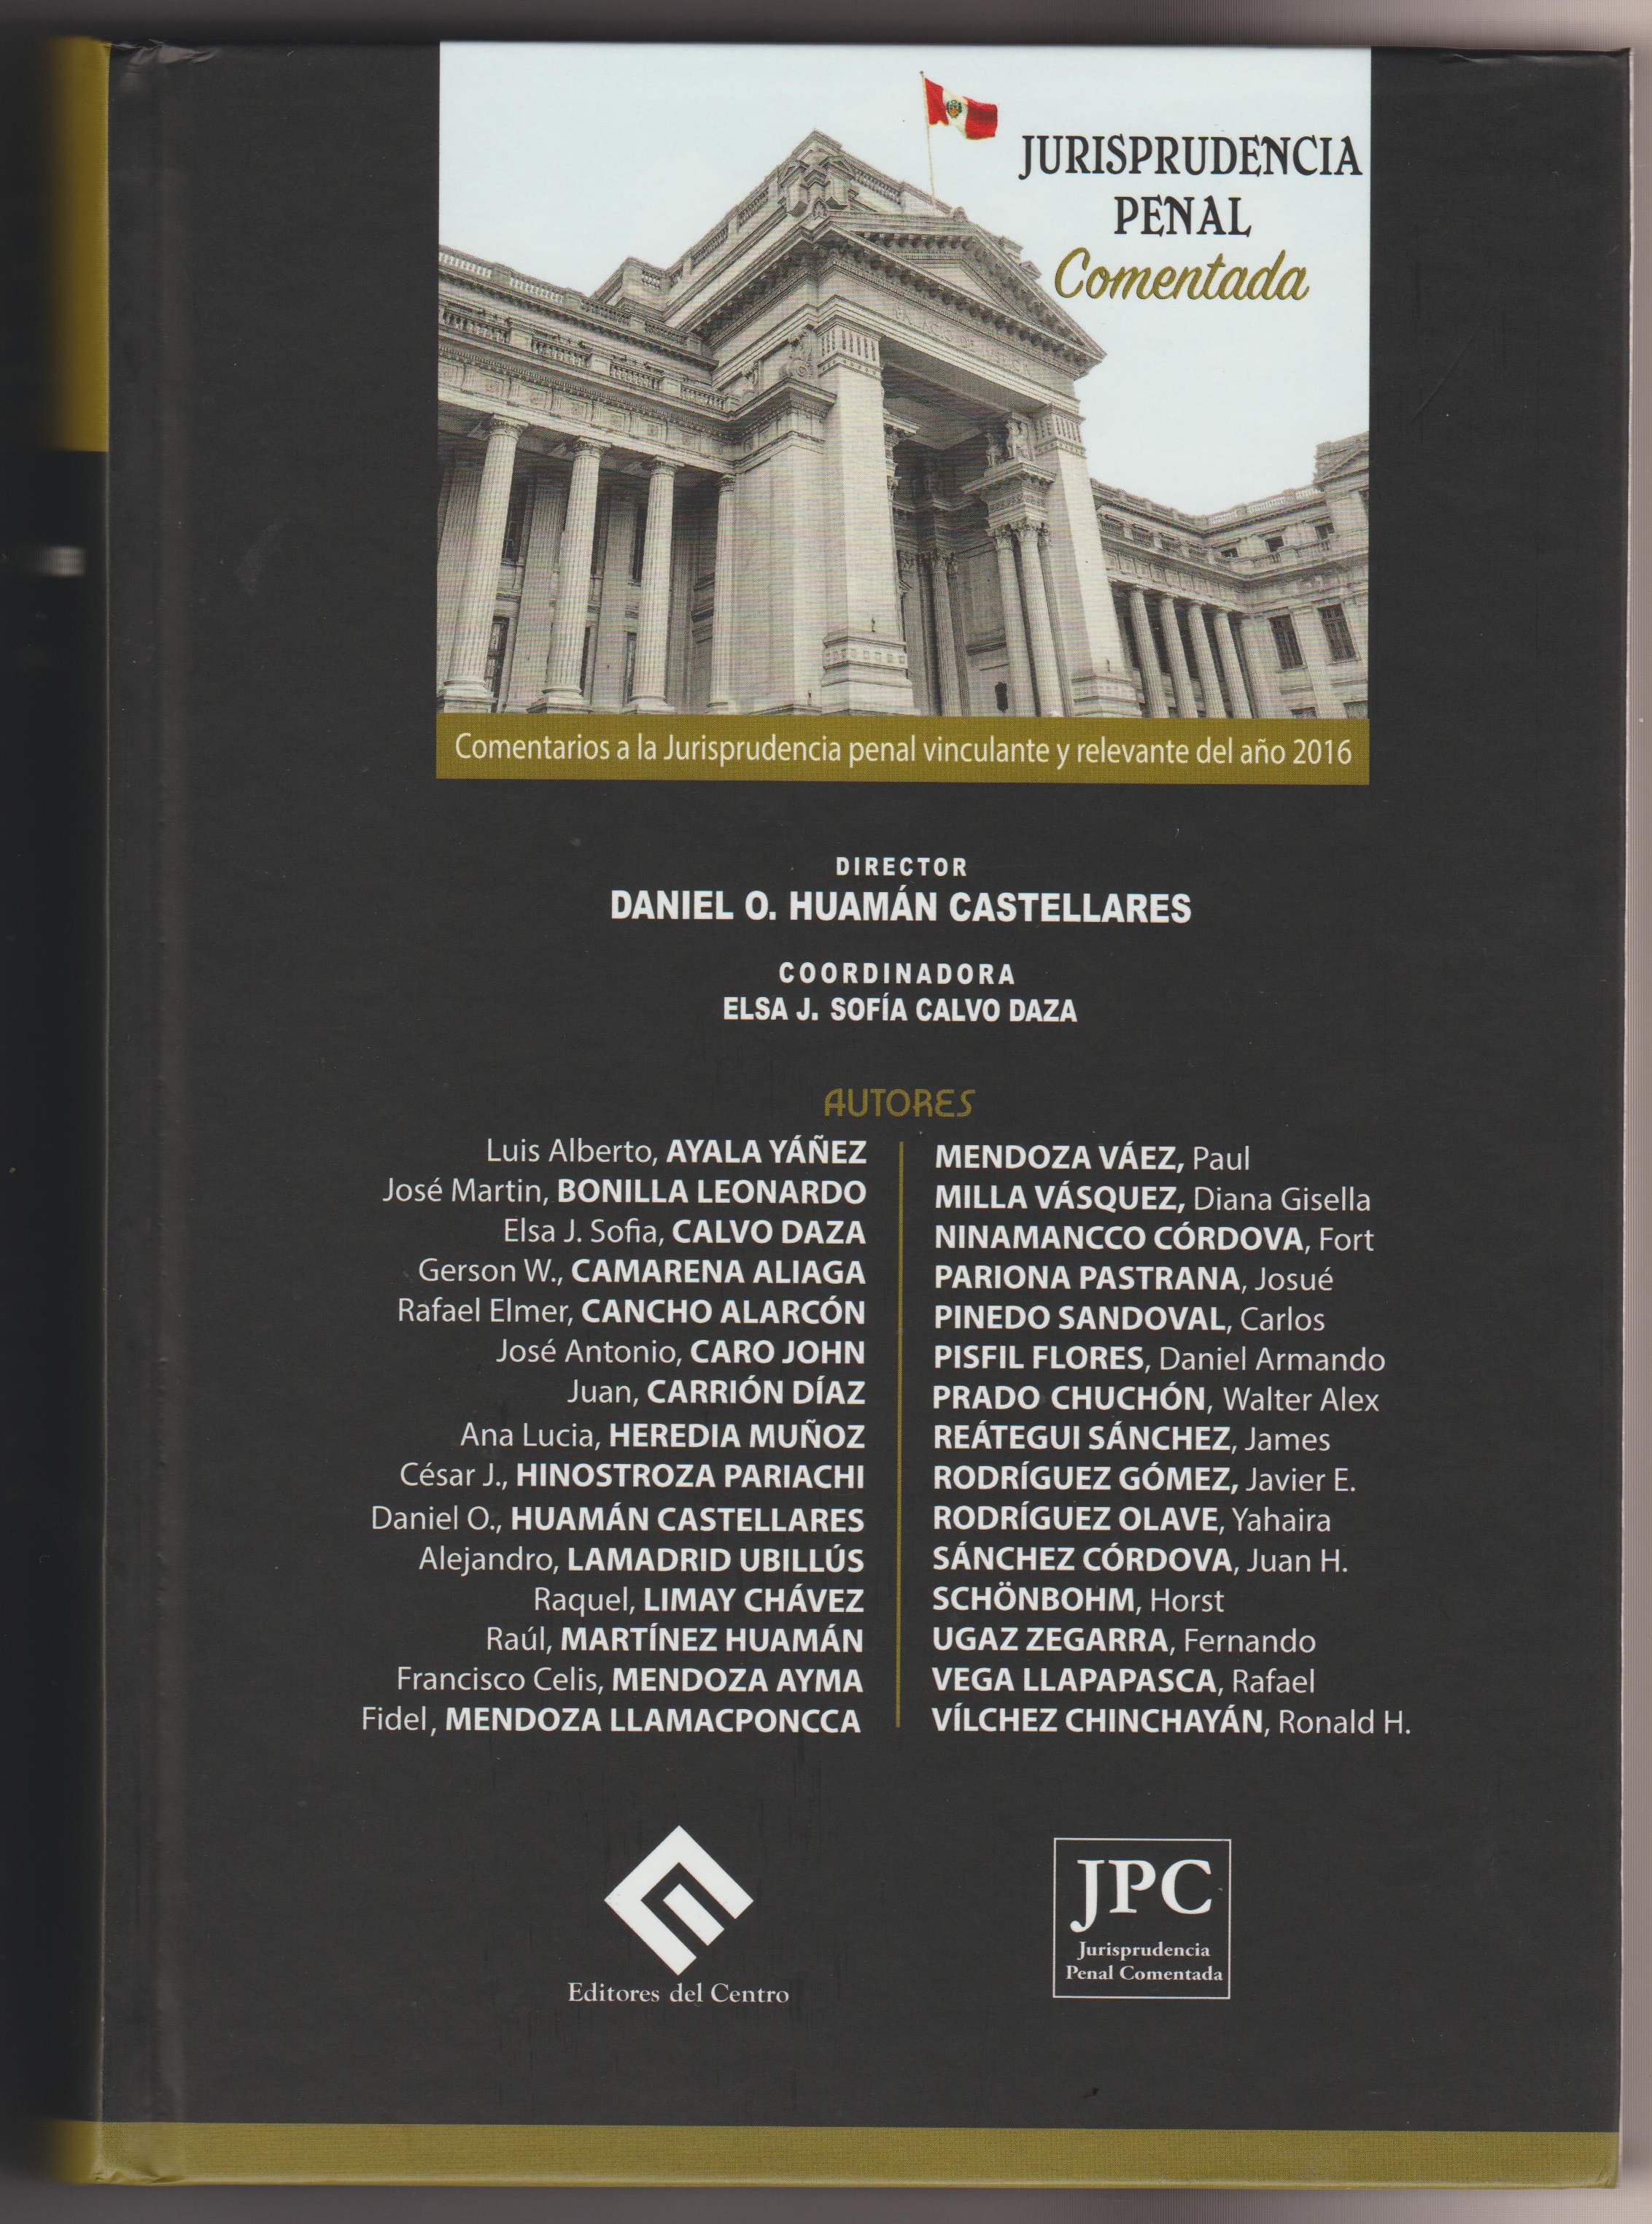 JURISPRUDENCIA
PENAL
Comentada
Comentarios a la Jurisprudencia penal vinculante y relevante del año 2016
DIRECTOR
DANIEL O. HUAMÁN CASTELLARES
COORDINADORA
ELSA J. SOFÍA CALVO DAZA
AUTORES
Luis Alberto, AYALA YÁÑEZ
José Martin, BONILLA LEONARDO
Elsa J. Sofia, CALVO DAZA
Gerson W., CAMARENA ALIAGA
Rafael Elmer, CANCHO ALARCÓN
José Antonio, CARO JOHN
Juan, CARRIÓN DÍAZ
Ana Lucia, HEREDIA MUÑOZ
César J., HINOSTROZA PARIACHI
Daniel O., HUAMÁN CASTELLARES
Alejandro, LAMADRID UBILLÚS
Raquel, LIMAY CHÁVEZ
Raúl, MARTÍNEZ HUAMÁN
Francisco Celis, MENDOZA AYMA
Fidel, MENDOZA LLAMACPONCCA
MENDOZA VÁEZ, Paul
MILLA VÁSQUEZ, Diana Gisella
NINAMANCCO CÓRDOVA, Fort
PARIONA PASTRANA, Josué
PINEDO SANDOVAL, Carlos
PISFIL FLORES, Daniel Armando
PRADO CHUCHÓN, Walter Alex
REÁTEGUI SÁNCHEZ, James
RODRÍGUEZ GÓMEZ, Javier E.
RODRÍGUEZ OLAVE, Yahaira
SÁNCHEZ CÓRDOVA, Juan H.
SCHÖNBOHM, Horst
UGAZ ZEGARRA, Fernando
VEGA LLAPAPASCA, Rafael
VÍLCHEZ CHINCHAYÁN, Ronald H.
Editores del Centro
JPC
Jurisprudencia
Penal Comentada